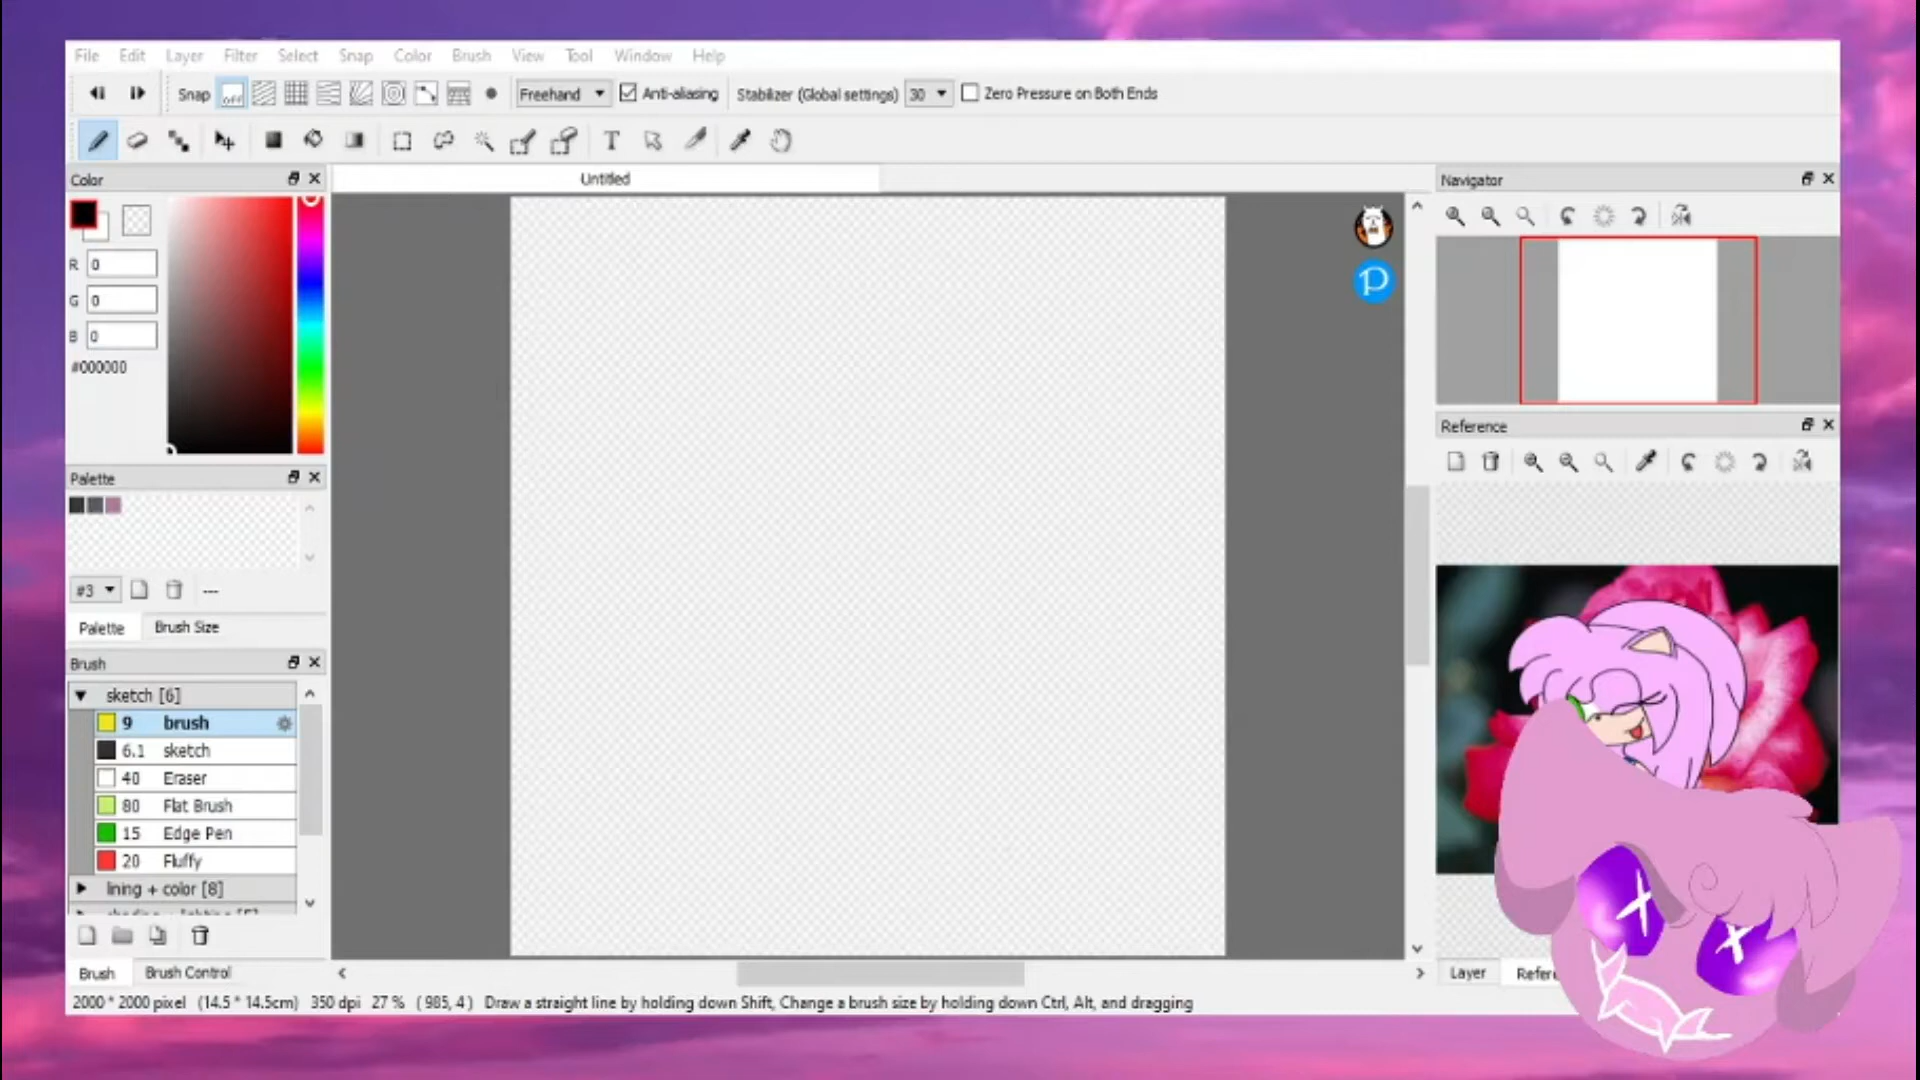 File Edit Layer Filter Select Snap Color Brush View Tool Window Help
Snap off Freehand Anti-aliasing Stabilizer (Global settings) 30 Zero Pressure on Both Ends
T
Color
Untitled
Navigator
R 0
G 0
B 0
#000000
P
Reference
Palette
#3 ---
Palette Brush Size
Brush
sketch [6]
9 brush
6.1 sketch
40 Eraser
80 Flat Brush
15 Edge Pen
20 Fluffy
lining + color [8]
Brush Brush Control
Layer Refer
2000 * 2000 pixel (14.5 * 14.5cm) 350 dpi 27 % ( 985, 4 ) Draw a straight line by holding down Shift, Change a brush size by holding down Ctrl, Alt, and dragging